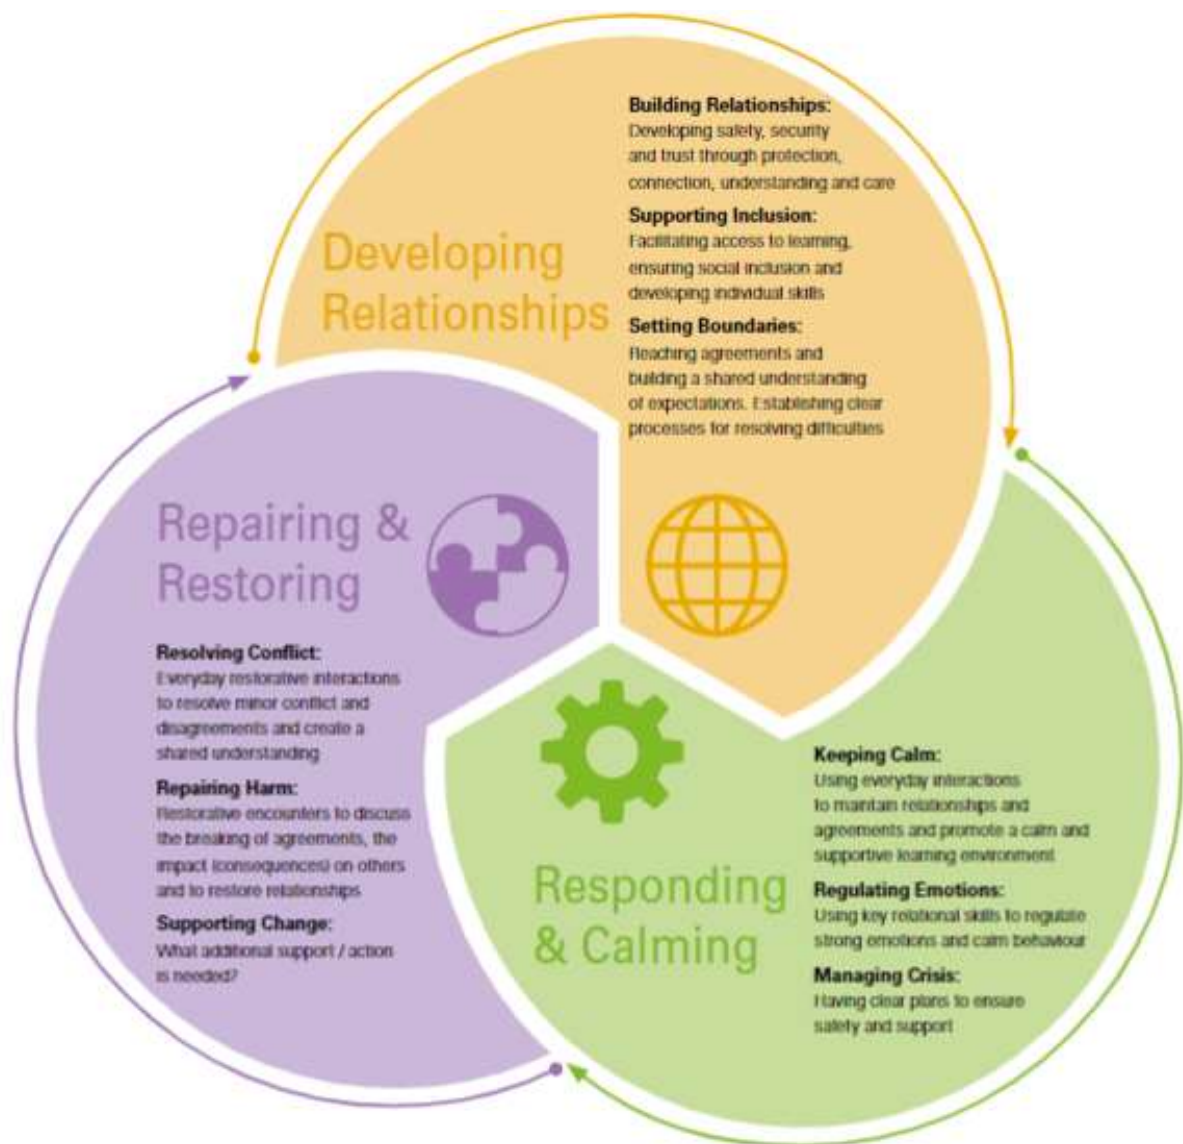 Developing
Relationships
Building Relationships:
Developing safety, security
and trust through protection,
connection, understanding and care
Supporting Inclusion:
Facilitating access to learning,
ensuring social inclusion and
developing individual skills
Setting Boundaries:
Reaching agreements and
building a shared understanding
of expectations. Establishing clear
processes for resolving difficulties
Responding
& Calming
Keeping Calm:
Using everyday interactions
to maintain relationships and
agreements and promote a calm and
supportive learning environment
Regulating Emotions:
Using key relational skills to regulate
strong emotions and calm behaviour
Managing Crisis:
Having clear plans to ensure
safety and support
Repairing &
Restoring
Resolving Conflict:
Everyday restorative interactions
to resolve minor conflict and
disagreements and create a
shared understanding
Repairing Harm:
Restorative encounters to discuss
the breaking of agreements, the
impact (consequences) on others
and to restore relationships
Supporting Change:
What additional support / action
is needed?